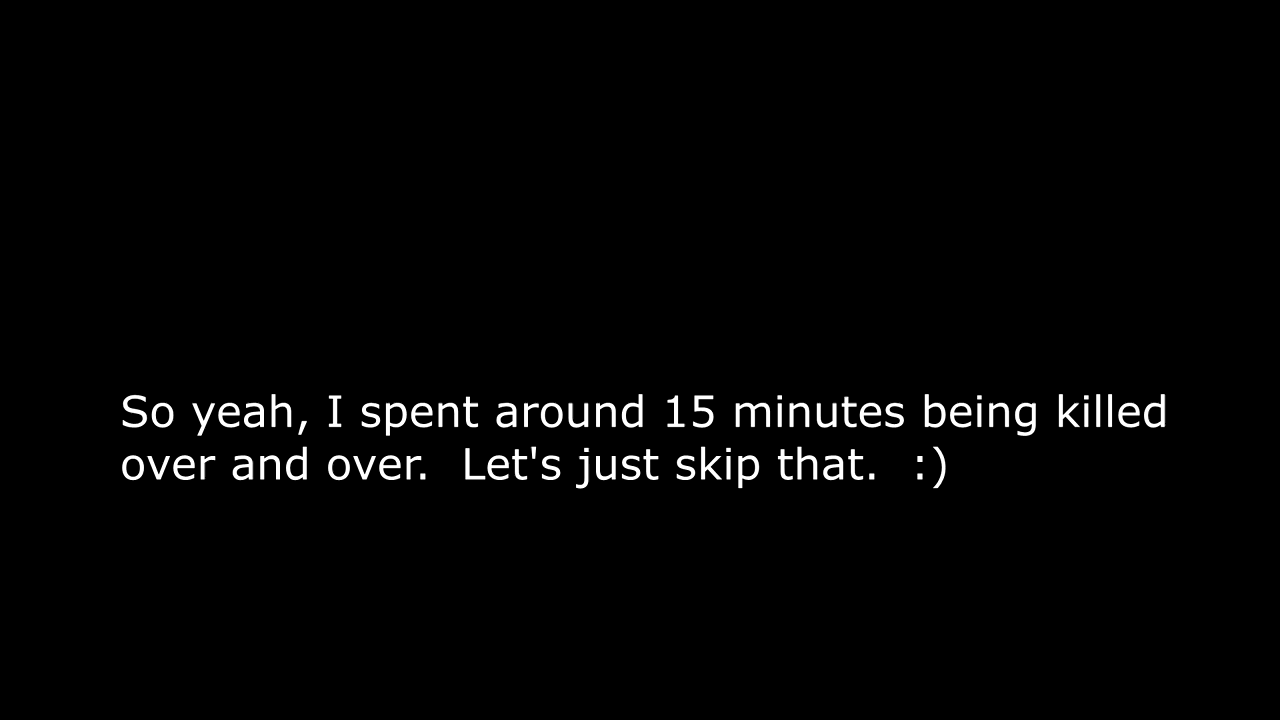 So yeah, I spent around 15 minutes being killed
over and over.  Let's just skip that.  :)